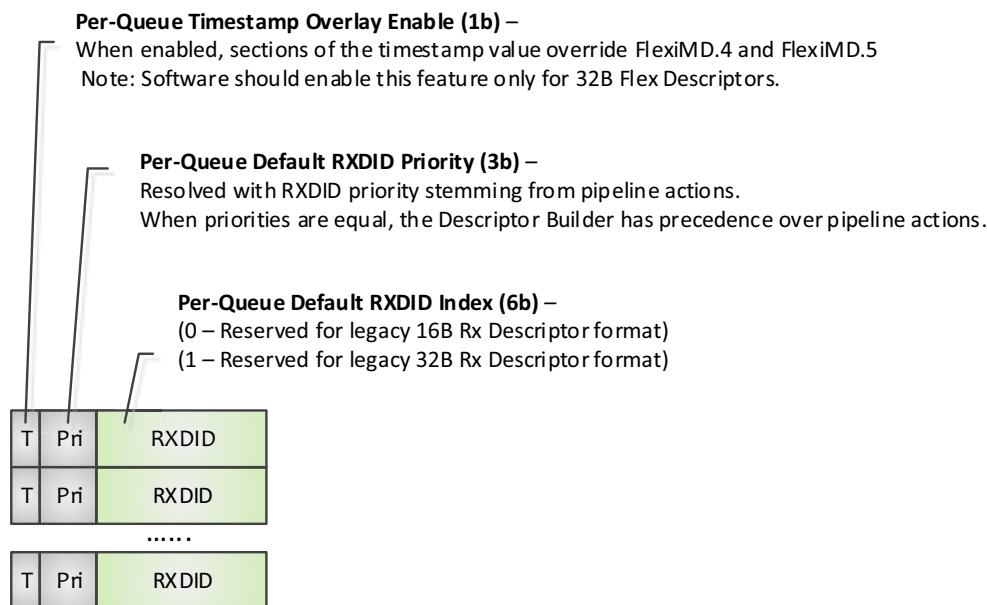 Per-Queue Timestamp Overlay Enable (1b) –
When enabled, sections of the timestamp value override FlexiMD.4 and FlexiMD.5
Note: Software should enable this feature only for 32B Flex Descriptors.
Per-Queue Default RXDID Priority (3b) –
Resolved with RXDID priority stemming from pipeline actions.
When priorities are equal, the Descriptor Builder has precedence over pipeline actions.
Per-Queue Default RXDID Index (6b) –
(0 – Reserved for legacy 16B Rx Descriptor format)
(1 – Reserved for legacy 32B Rx Descriptor format)
T Pri RXDID
T Pri RXDID
......
T Pri RXDID